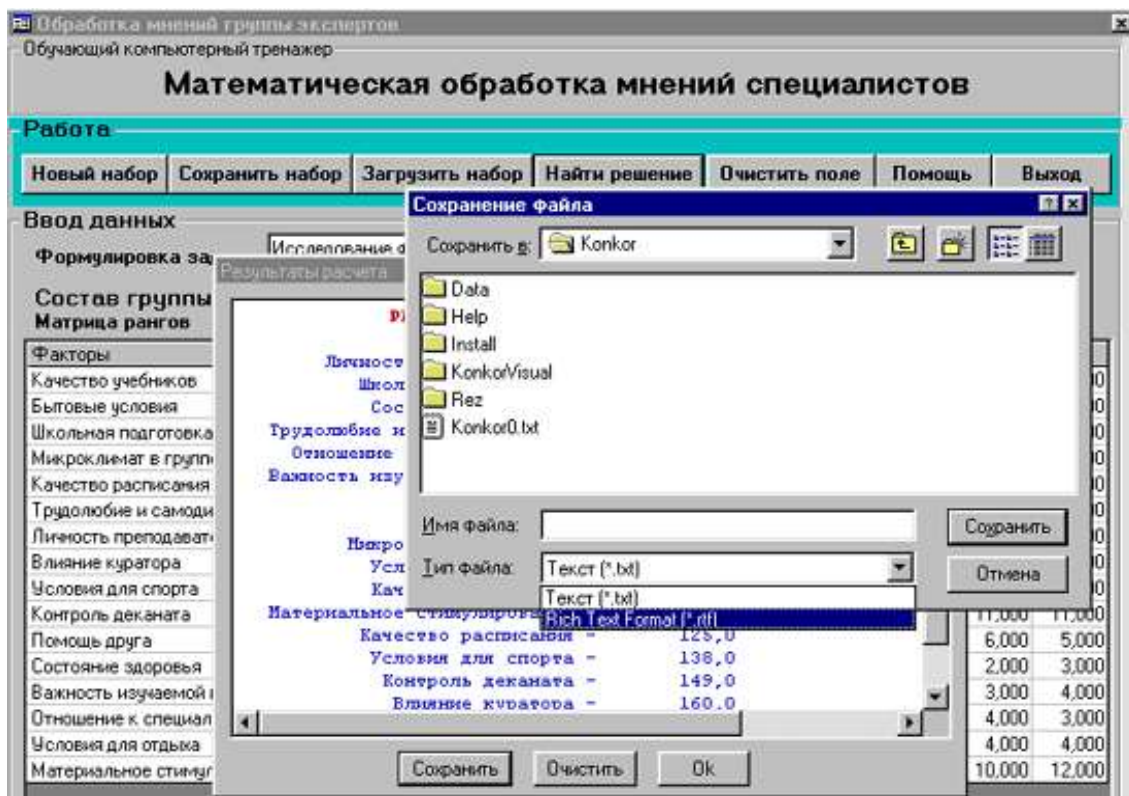 Обработка мнений группы экспертов
Обучающий компьютерный тренажер
Математическая обработка мнений специалистов
Работа
Новый набор Сохранить набор Загрузить набор Найти решение Очистить поле Помощь Выход
Ввод данных
Формулировка за
Исследование
Состав группы
Матрица рангов
Факторы
Качество учебников
Бытовые условия
Школьная подготовка
Микроклимат в групп
Качество расписания
Трудолюбие и самоди
Личность преподават
Влияние куратора
Условия для спорта
Контроль деканата 11,000 11,000
Помощь друга 6,000 5,000
Состояние здоровья 2,000 3,000
Важность изучаемой 3,000 4,000
Отношение к специал 4,000 3,000
Условия для отдыха 4,000 4,000
Материальное стимул 10,000 12,000
Результаты расчета
Личност
Школ
Сос
Трудолюбие и
Отношение
Важность изу
Микро
Усл
Кач
Материальное стимулиров
Качество расписания - 125,0
Условия для спорта - 138,0
Контроль деканата - 149,0
Влияние куратора - 160,0
Сохранить Очистить Ok
Сохранение файла
Сохранить в: Konkor
Data
Help
Install
KonkorVisual
Rez
Konkor0.txt
Имя файла:
Сохранить
Тип файла: Текст (*.txt)
Отмена
Текст (*.txt)
Rich Text Format (*.rtf)